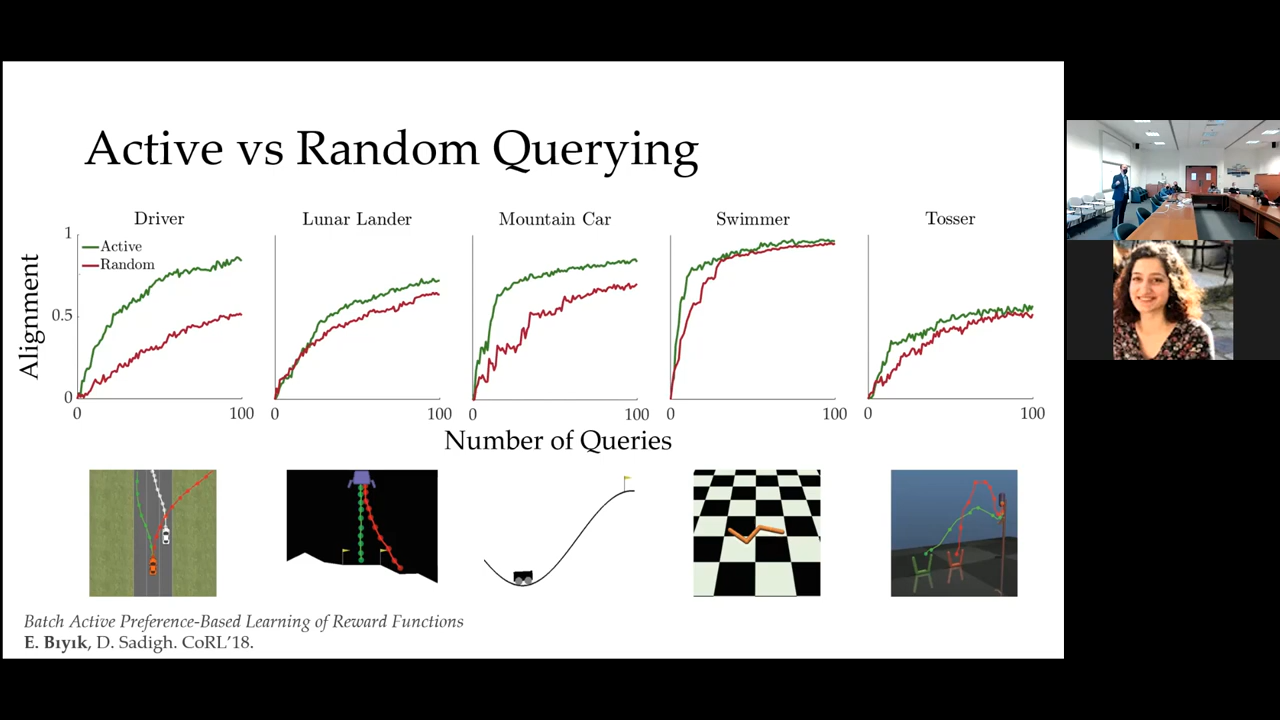 Active vs Random Querying
Driver
Lunar Lander
Mountain Car
Swimmer
Tosser
Alignment
1
0.5
0
Active
Random
0
100
0
100
0
100
0
100
0
100
Number of Queries
Batch Active Preference-Based Learning of Reward Functions
E. Bıyık, D. Sadigh. CoRL'18.